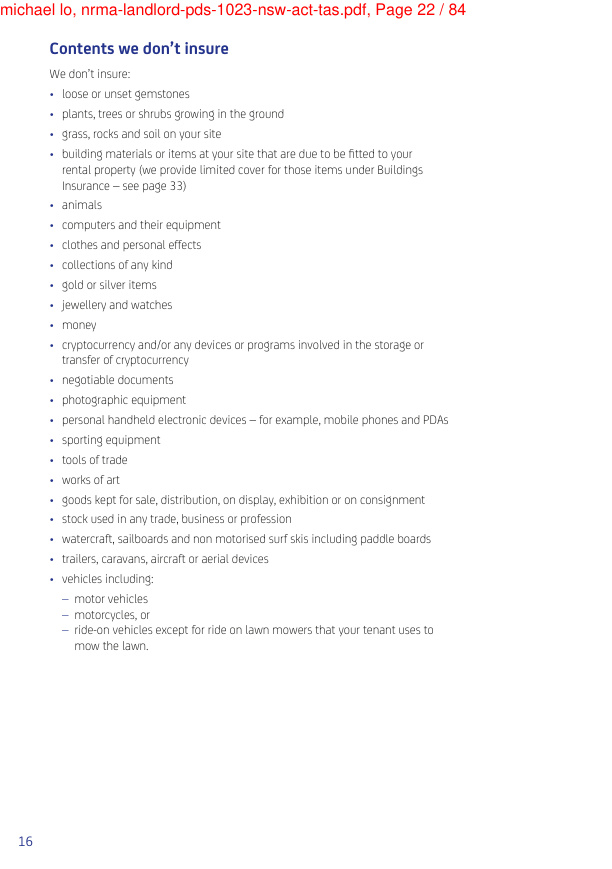 michael lo, nrma-landlord-pds-1023-nsw-act-tas.pdf, Page 22 / 84
Contents we don’t insure
We don’t insure:
• loose or unset gemstones
• plants, trees or shrubs growing in the ground
• grass, rocks and soil on your site
• building materials or items at your site that are due to be fitted to your
rental property (we provide limited cover for those items under Buildings
Insurance – see page 33)
• animals
• computers and their equipment
• clothes and personal effects
• collections of any kind
• gold or silver items
• jewellery and watches
• money
• cryptocurrency and/or any devices or programs involved in the storage or
transfer of cryptocurrency
• negotiable documents
• photographic equipment
• personal handheld electronic devices – for example, mobile phones and PDAs
• sporting equipment
• tools of trade
• works of art
• goods kept for sale, distribution, on display, exhibition or on consignment
• stock used in any trade, business or profession
• watercraft, sailboards and non motorised surf skis including paddle boards
• trailers, caravans, aircraft or aerial devices
• vehicles including:
– motor vehicles
– motorcycles, or
– ride-on vehicles except for ride on lawn mowers that your tenant uses to
mow the lawn.
16